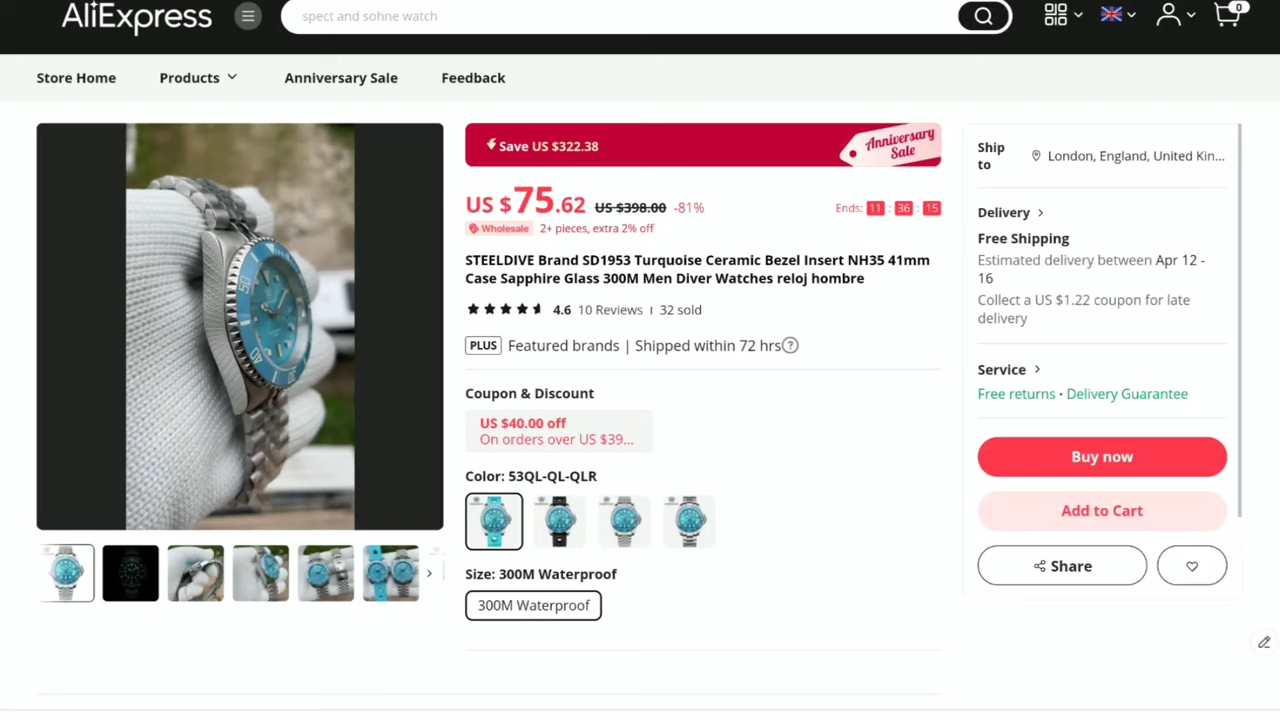 AliExpress
spect and sohne watch
0
Store Home
Products
Anniversary Sale
Feedback
Save US $322.38
Anniversary
Sale
US $75.62 US $398.00 -81%
Ends: 11 : 36 : 15
Wholesale 2+ pieces, extra 2% off
STEELDIVE Brand SD1953 Turquoise Ceramic Bezel Insert NH35 41mm
Case Sapphire Glass 300M Men Diver Watches reloj hombre
4.6 10 Reviews 32 sold
PLUS Featured brands | Shipped within 72 hrs ?
Coupon & Discount
US $40.00 off
On orders over US $39...
Color: 53QL-QL-QLR
Size: 300M Waterproof
300M Waterproof
Ship
to
London, England, United Kin...
Delivery
Free Shipping
Estimated delivery between Apr 12 -
16
Collect a US $1.22 coupon for late
delivery
Service
Free returns · Delivery Guarantee
Buy now
Add to Cart
Share
50
40